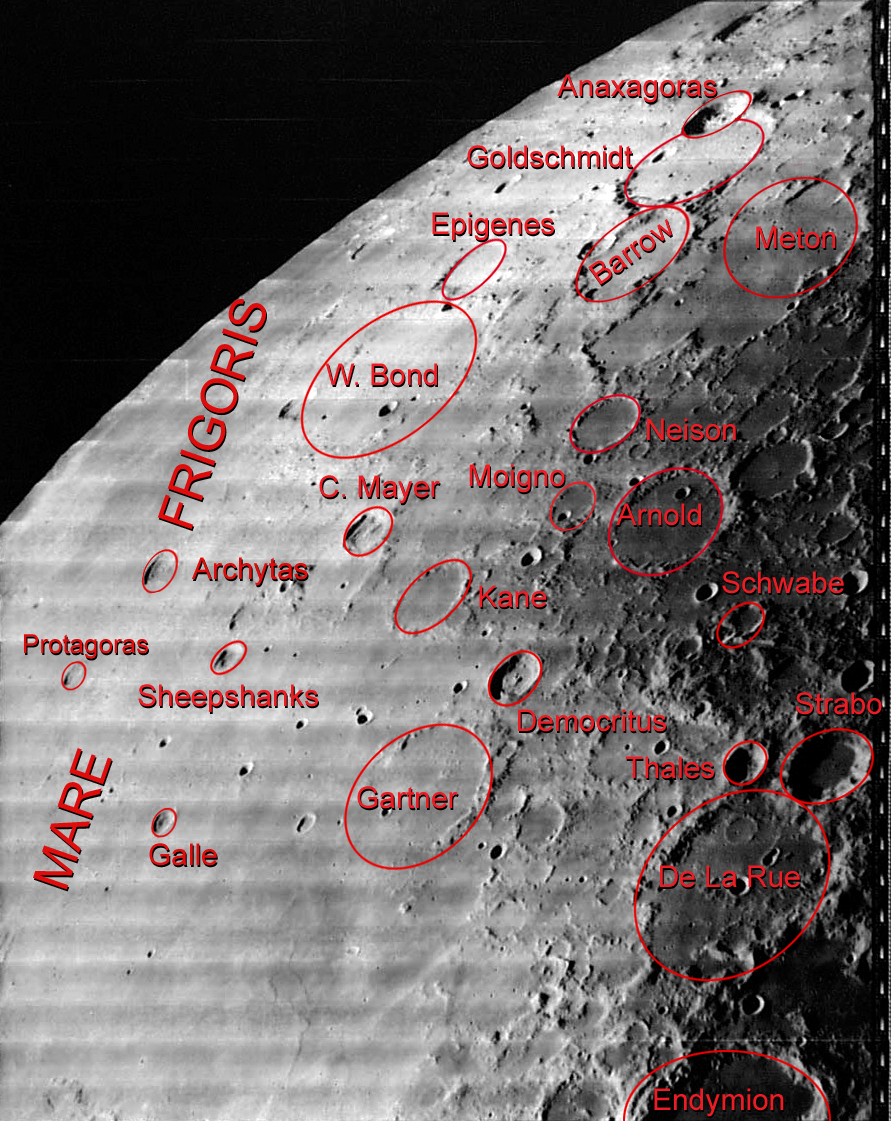 Anaxagoras
Goldschmidt
Epigenes
Barrow
Meton
FRIGORIS
W. Bond
Neison
Moigno
C. Mayer
Arnold
Archytas
Kane
Schwabe
Protagoras
Sheepshanks
Democritus
Strabo
MARE
Thales
Gartner
Galle
De La Rue
Endymion